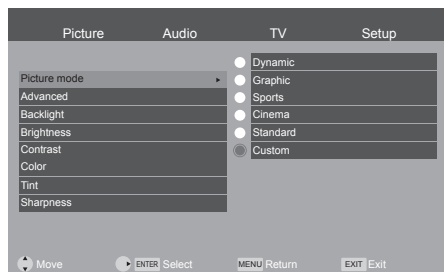 Picture Audio TV Setup
Picture mode
Advanced
Backlight
Brightness
Contrast
Color
Tint
Sharpness
Dynamic
Graphic
Sports
Cinema
Standard
Custom
Move ENTER Select MENU Return EXIT Exit